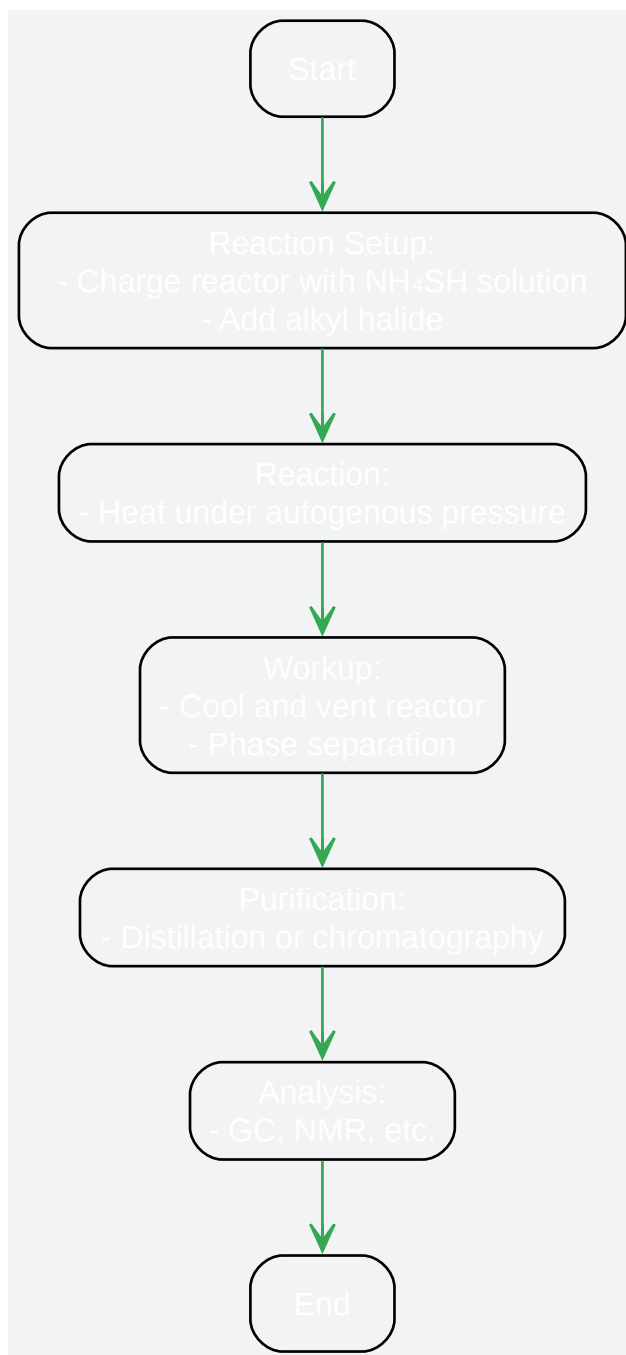 Start
Reaction Setup:
- Charge reactor with NH₄SH solution
- Add alkyl halide
Reaction:
- Heat under autogenous pressure
Workup:
- Cool and vent reactor
- Phase separation
Purification:
- Distillation or chromatography
Analysis:
- GC, NMR, etc.
End